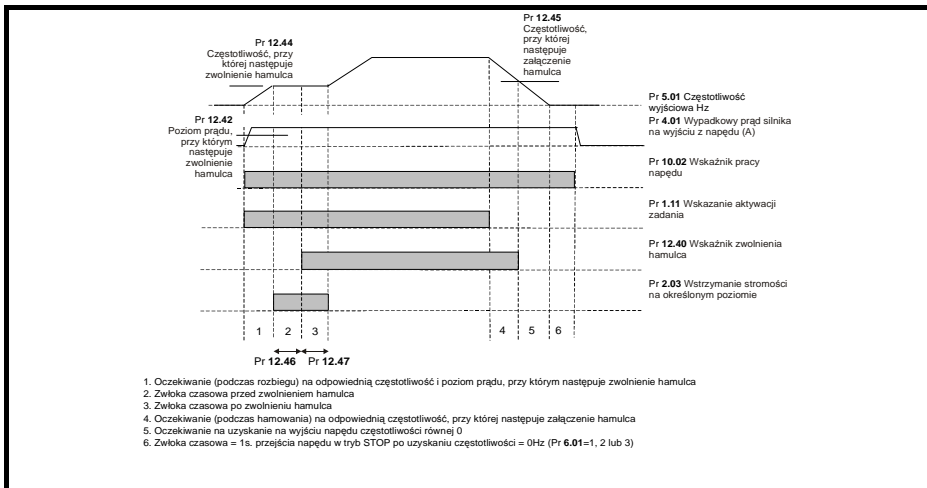 Pr 12.44
Częstotliwość, przy
której następuje
zwolnienie hamulca
Pr 12.45
Częstotliwość,
przy której
następuje
załączenie
hamulca
Pr 12.42
Poziom prądu,
przy którym
następuje
zwolnienie
hamulca
Pr 5.01 Częstotliwość
wyjściowa Hz
Pr 4.01 Wypadkowy prąd silnika
na wyjściu z napędu (A)
Pr 10.02 Wskaźnik pracy
napędu
Pr 1.11 Wskazanie aktywacji
zadania
Pr 12.40 Wskaźnik zwolnienia
hamulca
Pr 2.03 Wstrzymanie stromości
na określonym poziomie
1 2 3 4 5 6
Pr 12.46 Pr 12.47
1. Oczekiwanie (podczas rozbiegu) na odpowiednią częstotliwość i poziom prądu, przy którym następuje zwolnienie hamulca
2. Zwłoka czasowa przed zwolnieniem hamulca
3. Zwłoka czasowa po zwolnieniu hamulca
4. Oczekiwanie (podczas hamowania) na odpowiednią częstotliwość, przy której następuje załączenie hamulca
5. Oczekiwanie na uzyskanie na wyjściu napędu częstotliwości równej 0
6. Zwłoka czasowa = 1s. przejścia napędu w tryb STOP po uzyskaniu częstotliwości = 0Hz (Pr 6.01=1, 2 lub 3)